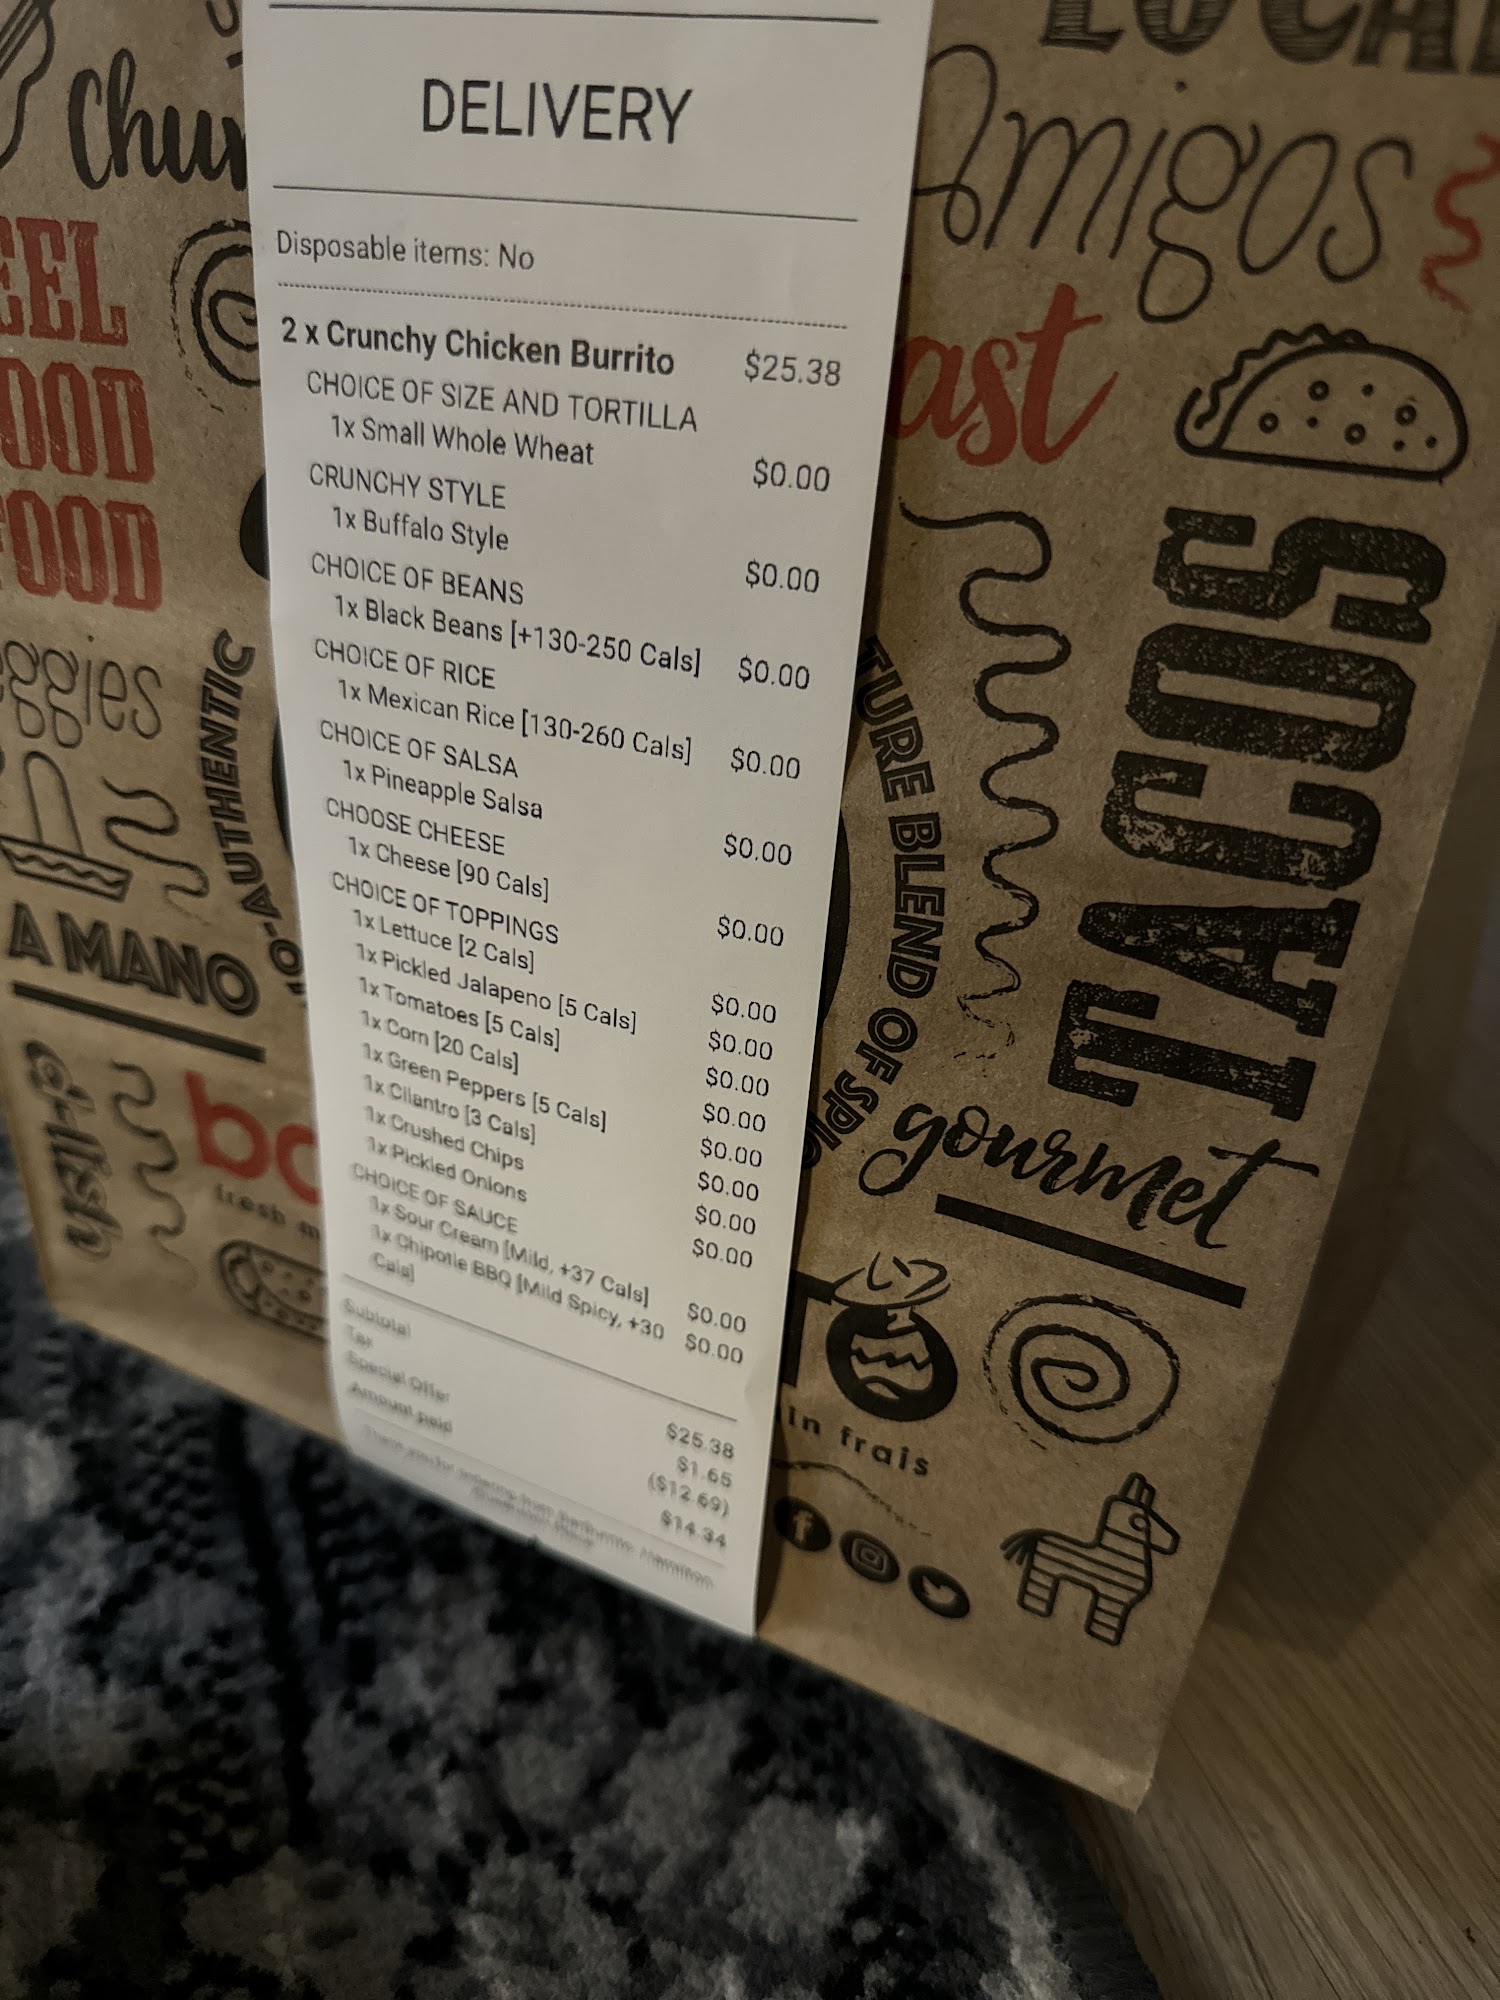 DELIVERY
Disposable items: No
2 x Crunchy Chicken Burrito $25.38
CHOICE OF SIZE AND TORTILLA
1x Small Whole Wheat $0.00
CRUNCHY STYLE
1x Buffalo Style $0.00
CHOICE OF BEANS
1x Black Beans [+130-250 Cals] $0.00
CHOICE OF RICE
1x Mexican Rice [130-260 Cals] $0.00
CHOICE OF SALSA
1x Pineapple Salsa $0.00
CHOOSE CHEESE
1x Cheese [90 Cals] $0.00
CHOICE OF TOPPINGS
1x Lettuce [2 Cals] $0.00
1x Pickled Jalapeno [5 Cals] $0.00
1x Tomatoes [5 Cals] $0.00
1x Corn [20 Cals] $0.00
1x Green Peppers [5 Cals] $0.00
1x Cilantro [3 Cals] $0.00
1x Crushed Chips $0.00
1x Pickled Onions $0.00
CHOICE OF SAUCE
1x Sour Cream [Mild, +37 Cals] $0.00
1x Chipotle BBQ [Mild Spicy, +30 $0.00
Cals]
Subtotal $25.38
Tax $1.65
Special Offer ($12.69)
Amount paid $14.34
Chur
EEL
OOD
FOOD
ggies
AUTHENTIC
A MANO
fresh m
LOCAL
Amigos
ast
TACOS
TURE BLEND OF SPIC
gourmet
in frais